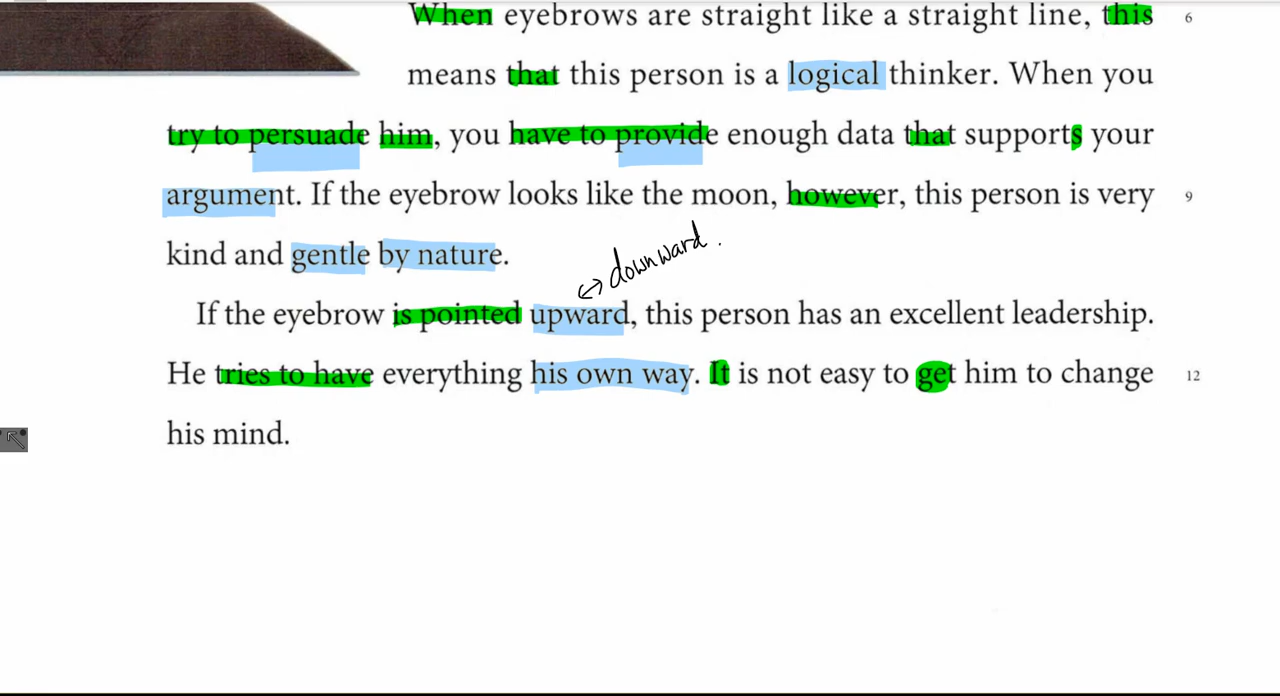 When eyebrows are straight like a straight line, this 6
means that this person is a logical thinker. When you
try to persuade him, you have to provide enough data that supports your
argument. If the eyebrow looks like the moon, however, this person is very 9
kind and gentle by nature.
↔ downward.
If the eyebrow is pointed upward, this person has an excellent leadership.
He tries to have everything his own way. It is not easy to get him to change 12
his mind.